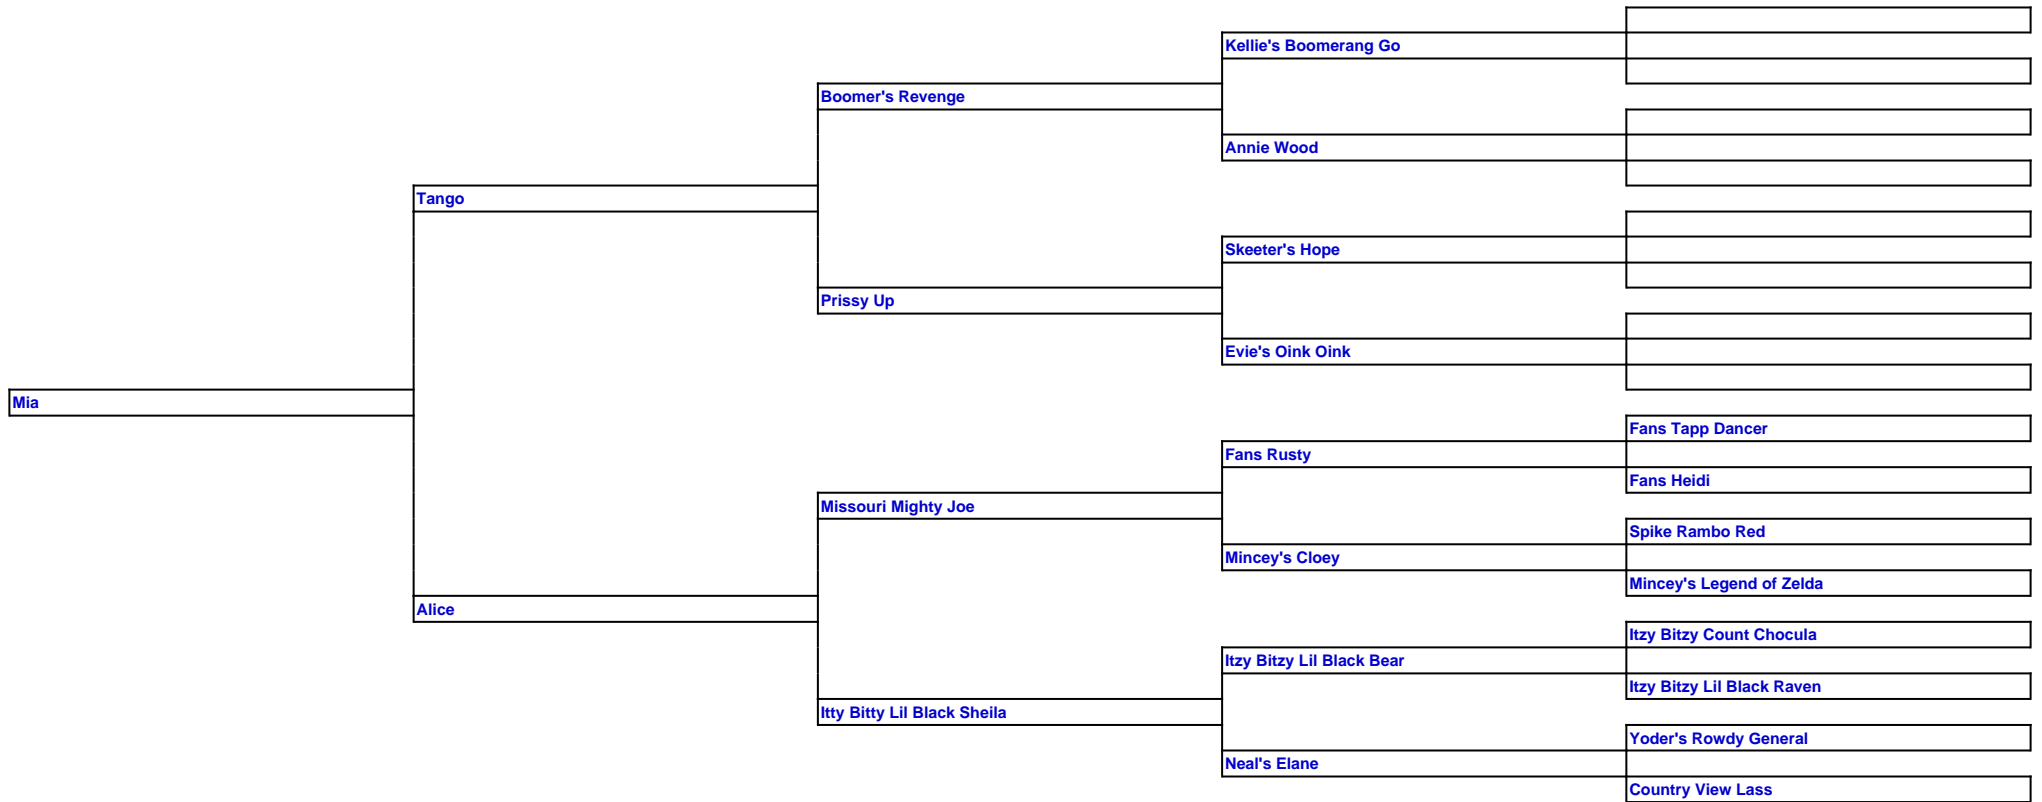 Kellie's Boomerang Go
Boomer's Revenge
Annie Wood
Tango
Skeeter's Hope
Prissy Up
Evie's Oink Oink
Mia
Fans Tapp Dancer
Fans Rusty
Fans Heidi
Missouri Mighty Joe
Spike Rambo Red
Mincey's Cloey
Mincey's Legend of Zelda
Alice
Itzy Bitzy Count Chocula
Itzy Bitzy Lil Black Bear
Itzy Bitzy Lil Black Raven
Itty Bitty Lil Black Sheila
Yoder's Rowdy General
Neal's Elane
Country View Lass